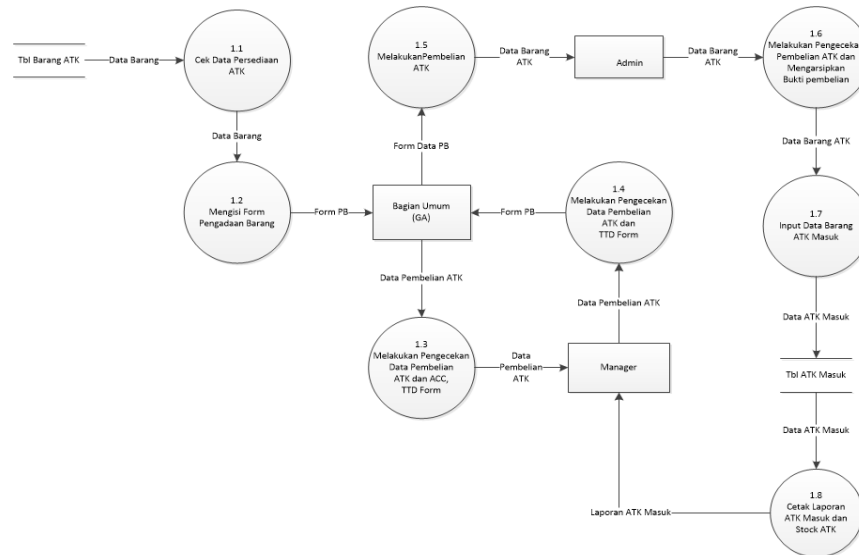 Tbl Barang ATK
Data Barang
1.1
Cek Data Persediaan
ATK
Data Barang
1.2
Mengisi Form
Pengadaan Barang
Form PB
Bagian Umum
(GA)
Form Data PB
1.5
MelakukanPembelian
ATK
Data Barang
ATK
Admin
Data Barang
ATK
1.6
Melakukan Pengecekan
Pembelian ATK dan
Mengarsipkan
Bukti pembelian
Data Barang ATK
1.7
Input Data Barang
ATK Masuk
Data ATK Masuk
Tbl ATK Masuk
Data ATK Masuk
1.8
Cetak Laporan
ATK Masuk dan
Stock ATK
Laporan ATK Masuk
Data Pembelian ATK
1.3
Melakukan Pengecekan
Data Pembelian
ATK dan ACC,
TTD Form
Data
Pembelian
ATK
Manager
Data Pembelian ATK
1.4
Melakukan Pengecekan
Data Pembelian
ATK dan
TTD Form
Form PB